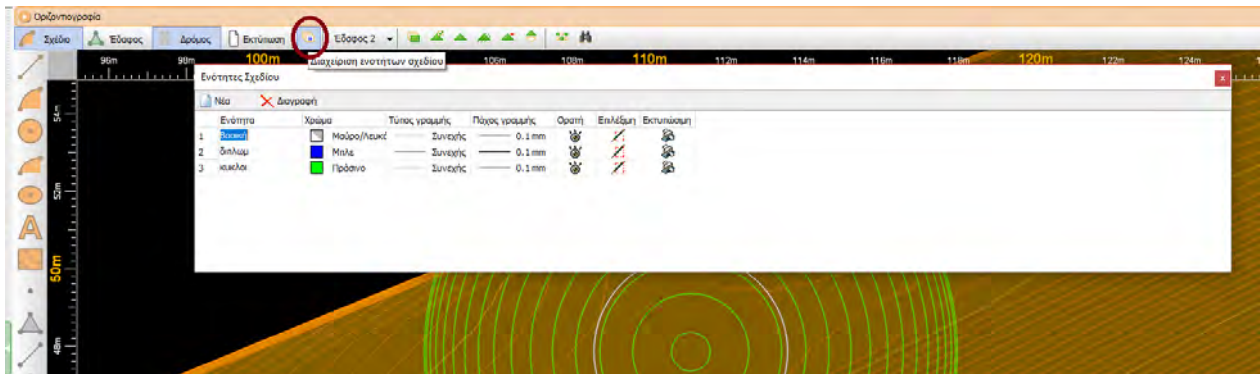 Οριζοντιογραφία
Σχέδιο Έδαφος Δρόμος Εκτύπωση Έδαφος 2
96m 98m 100m 106m 108m 110m 112m 114m 116m 118m 120m 122m 124m
Διαχείριση ενοτήτων σχεδίου
Ενότητες Σχεδίου x
Νέα Διαγραφή
Ενότητα Χρώμα Τύπος γραμμής Πάχος γραμμής Ορατή Επιλέξιμη Εκτυπώσιμη
1 Βασική Μαύρο/Λευκό Συνεχής 0.1 mm
2 διπλωμ Μπλε Συνεχής 0.1 mm
3 κυκλοι Πράσινο Συνεχής 0.1 mm
54m
52m
50m
48m
A